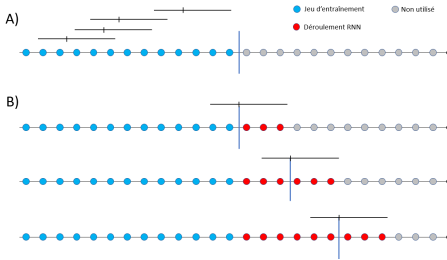 Jeu d'entraînement
Non utilisé
Déroulement RNN
A)
B)